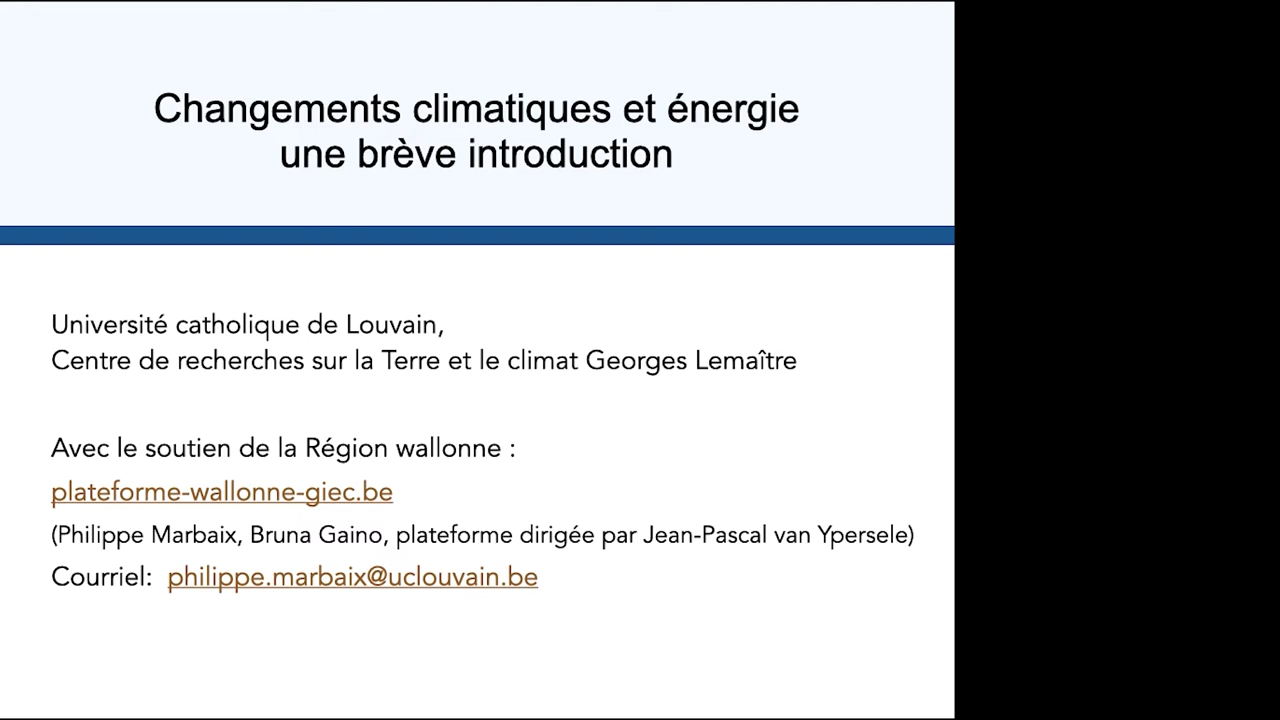 Changements climatiques et énergie
une brève introduction
Université catholique de Louvain,
Centre de recherches sur la Terre et le climat Georges Lemaître
Avec le soutien de la Région wallonne :
plateforme-wallonne-giec.be
(Philippe Marbaix, Bruna Gaino, plateforme dirigée par Jean-Pascal van Ypersele)
Courriel: philippe.marbaix@uclouvain.be